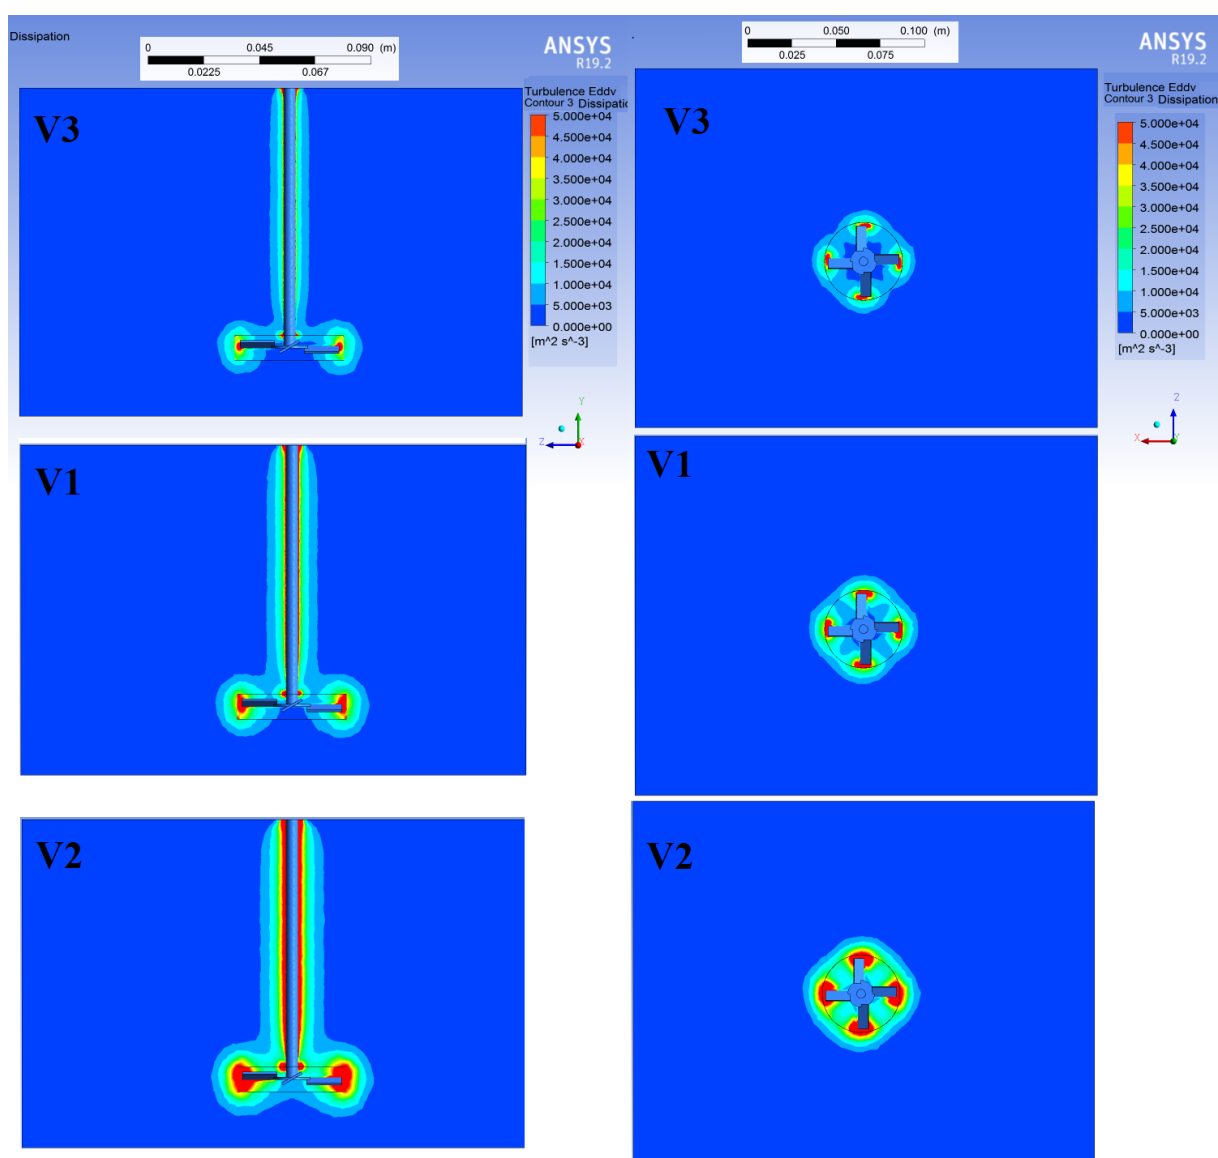 Dissipation
0 0.045 0.090 (m)
0.0225 0.067
ANSYS
R19.2
V3
Turbulence Eddy
Contour 3 Dissipatio
5.000e+04
4.500e+04
4.000e+04
3.500e+04
3.000e+04
2.500e+04
2.000e+04
1.500e+04
1.000e+04
5.000e+03
0.000e+00
[m^2 s^-3]
Y
Z X
V1
V2
0 0.050 0.100 (m)
0.025 0.075
ANSYS
R19.2
V3
Turbulence Eddy
Contour 3 Dissipation
5.000e+04
4.500e+04
4.000e+04
3.500e+04
3.000e+04
2.500e+04
2.000e+04
1.500e+04
1.000e+04
5.000e+03
0.000e+00
[m^2 s^-3]
Z
X Y
V1
V2